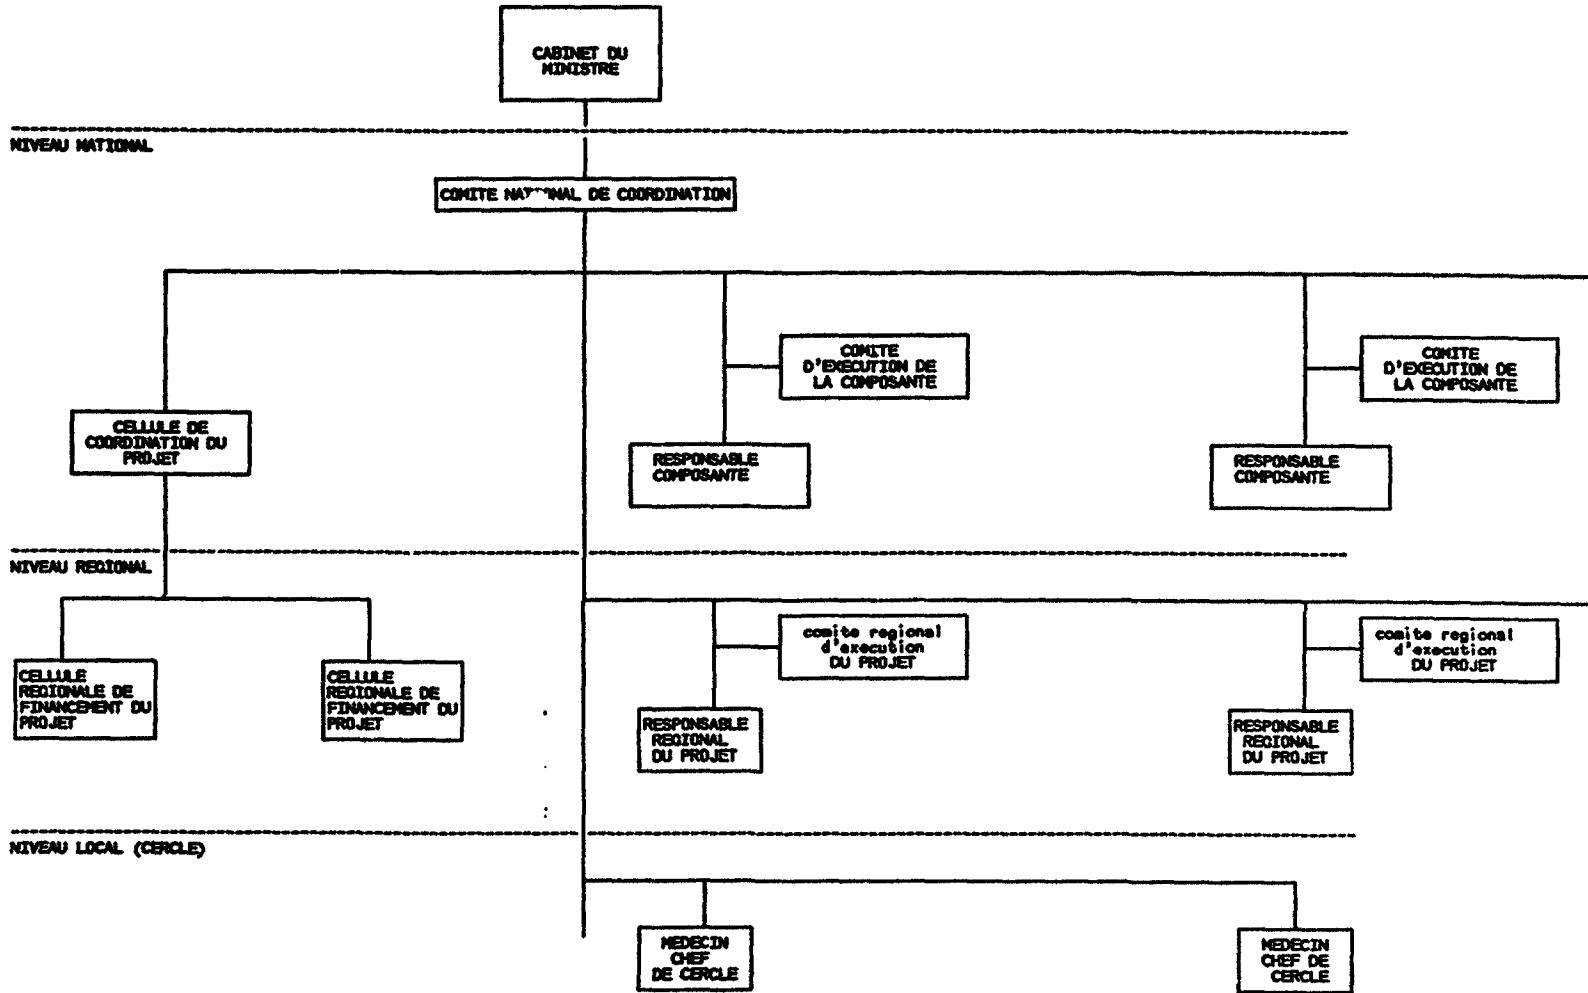 CABINET DU
MINISTRE
NIVEAU NATIONAL
COMITE NATIONAL DE COORDINATION
COMITE
D'EXECUTION DE
LA COMPOSANTE
COMITE
D'EXECUTION DE
LA COMPOSANTE
CELLULE DE
COORDINATION DU
PROJET
RESPONSABLE
COMPOSANTE
RESPONSABLE
COMPOSANTE
NIVEAU REGIONAL
comite regional
d'execution
DU PROJET
comite regional
d'execution
DU PROJET
CELLULE
REGIONALE DE
FINANCEMENT DU
PROJET
CELLULE
REGIONALE DE
FINANCEMENT DU
PROJET
RESPONSABLE
REGIONAL
DU PROJET
RESPONSABLE
REGIONAL
DU PROJET
NIVEAU LOCAL (CERCLE)
MEDECIN
CHEF
DE CERCLE
MEDECIN
CHEF DE
CERCLE